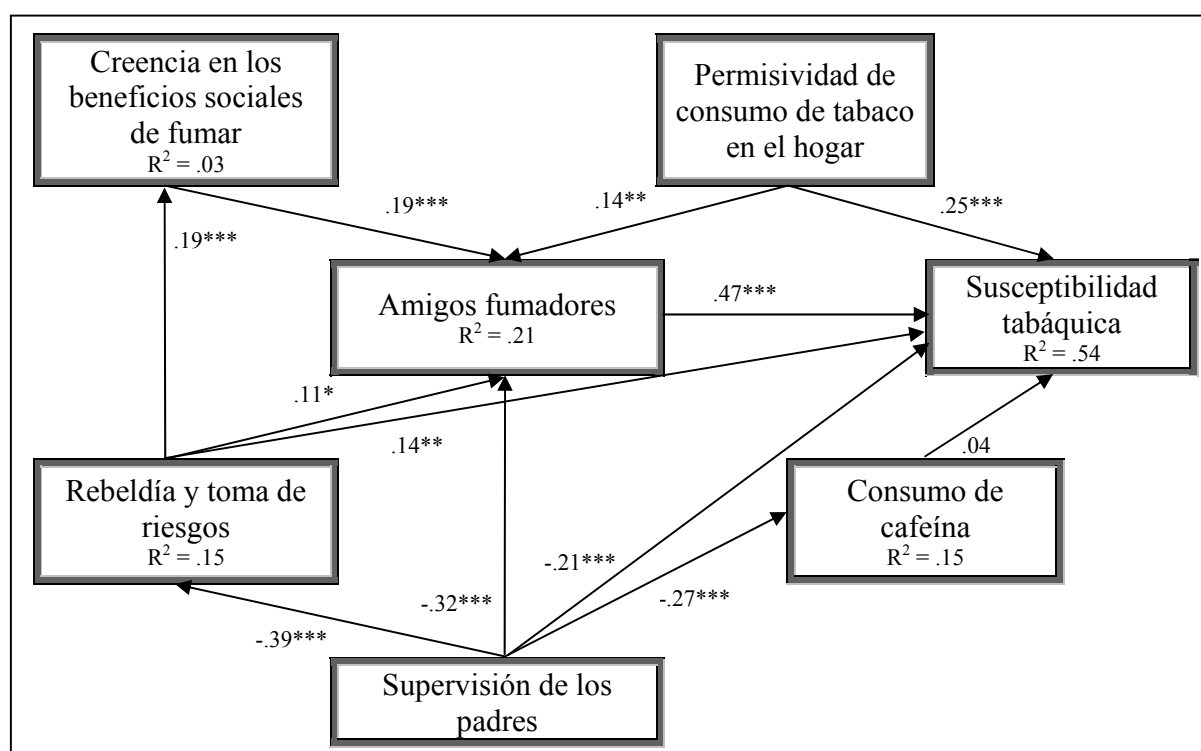 Creencia en los
beneficios sociales
de fumar
R² = .03
Permisividad de
consumo de tabaco
en el hogar
.19***
.14**
.25***
.19***
Amigos fumadores
R² = .21
.47***
Susceptibilidad
tabáquica
R² = .54
.11*
.14**
.04
Rebeldía y toma de
riesgos
R² = .15
Consumo de
cafeína
R² = .15
-.21***
-.32***
-.27***
-.39***
Supervisión de los
padres